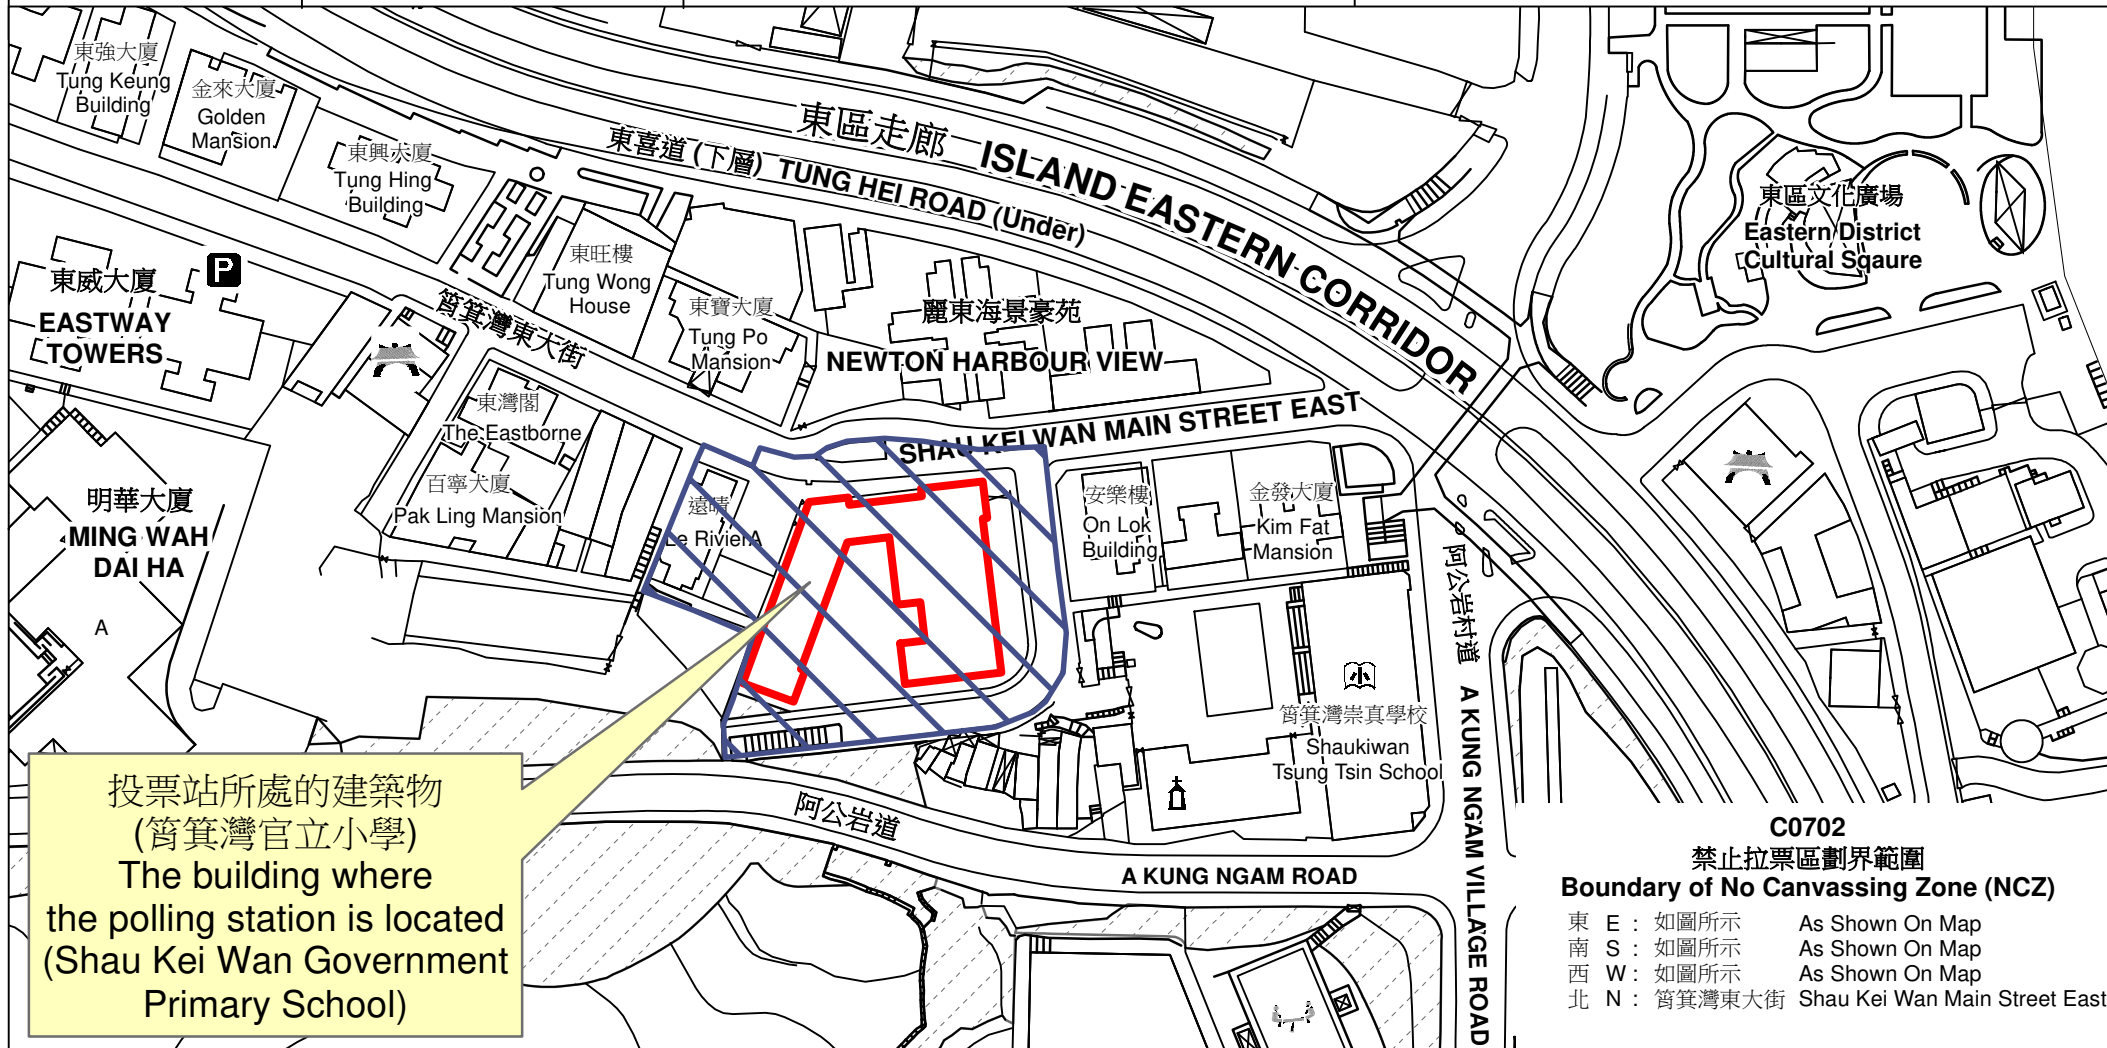 東強大廈
Tung Keung
Building
金來大廈
Golden
Mansion
東興大廈
Tung Hing
Building
東區走廊 ISLAND EASTERN CORRIDOR
東喜道 (下層) TUNG HEI ROAD (Under)
東區文化廣場
Eastern District
Cultural Sqaure
東威大廈
EASTWAY
TOWERS
P
東旺樓
Tung Wong
House
東寶大廈
Tung Po
Mansion
麗東海景豪苑
NEWTON HARBOUR VIEW
筲箕灣東大街
SHAU KEI WAN MAIN STREET EAST
東灣閣
The Eastborne
百寧大廈
Pak Ling Mansion
明華大廈
MING WAH
DAI HA
A
遠晴
Le RivierA
安樂樓
On Lok
Building
金發大廈
Kim Fat
Mansion
阿公岩村道 A KUNG NGAM VILLAGE ROAD
筲箕灣崇真學校
Shaukiwan
Tsung Tsin School
阿公岩道
A KUNG NGAM ROAD
投票站所處的建築物
(筲箕灣官立小學)
The building where
the polling station is located
(Shau Kei Wan Government
Primary School)
C0702
禁止拉票區劃界範圍
Boundary of No Canvassing Zone (NCZ)
東 E : 如圖所示 As Shown On Map
南 S : 如圖所示 As Shown On Map
西 W : 如圖所示 As Shown On Map
北 N : 筲箕灣東大街 Shau Kei Wan Main Street East